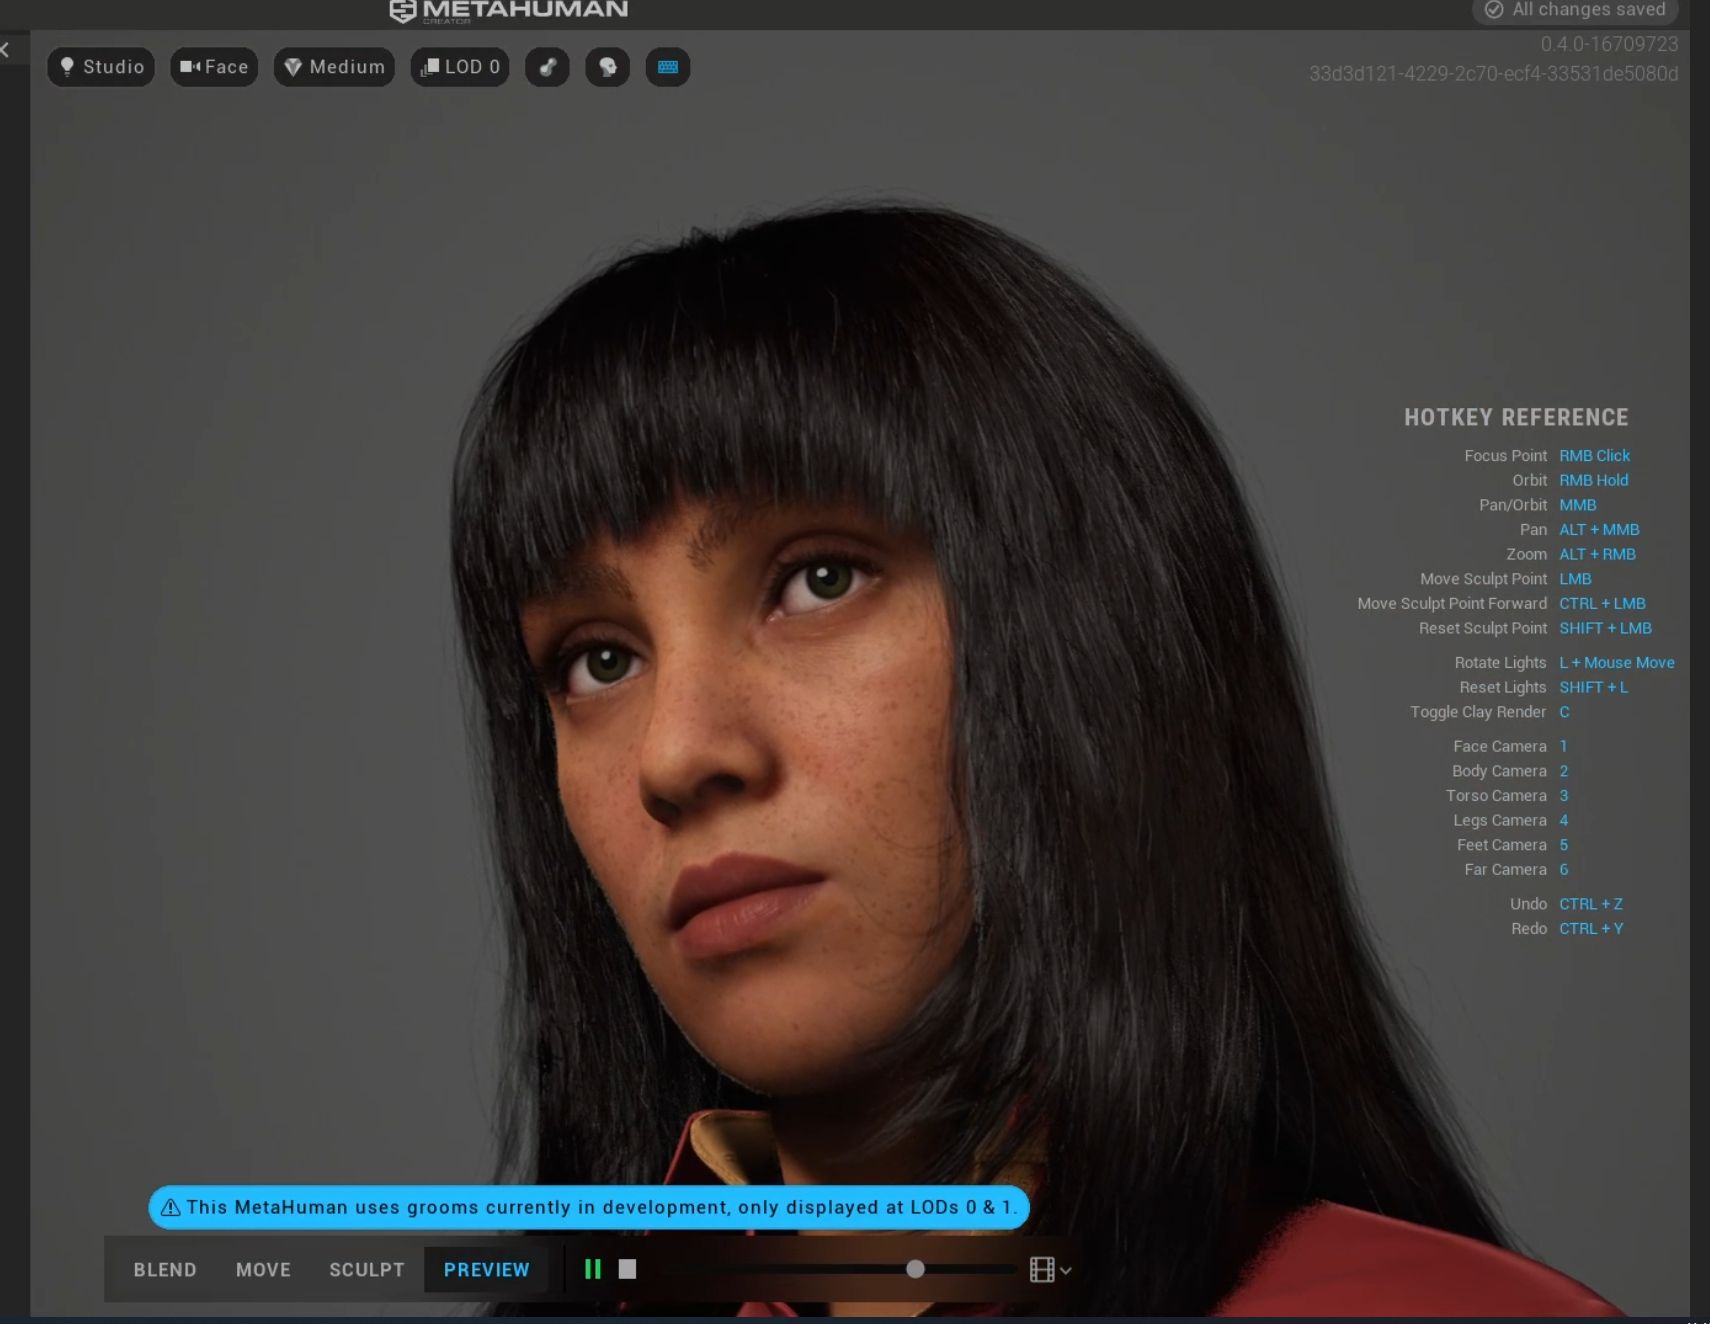 METAHUMAN
CREATOR
All changes saved
0.4.0-16709723
33d3d121-4229-2c70-ecf4-33531de5080d
Studio
Face
Medium
LOD 0
HOTKEY REFERENCE
Focus Point RMB Click
Orbit RMB Hold
Pan/Orbit MMB
Pan ALT + MMB
Zoom ALT + RMB
Move Sculpt Point LMB
Move Sculpt Point Forward CTRL + LMB
Reset Sculpt Point SHIFT + LMB
Rotate Lights L + Mouse Move
Reset Lights SHIFT + L
Toggle Clay Render C
Face Camera 1
Body Camera 2
Torso Camera 3
Legs Camera 4
Feet Camera 5
Far Camera 6
Undo CTRL + Z
Redo CTRL + Y
This MetaHuman uses grooms currently in development, only displayed at LODs 0 & 1.
BLEND
MOVE
SCULPT
PREVIEW